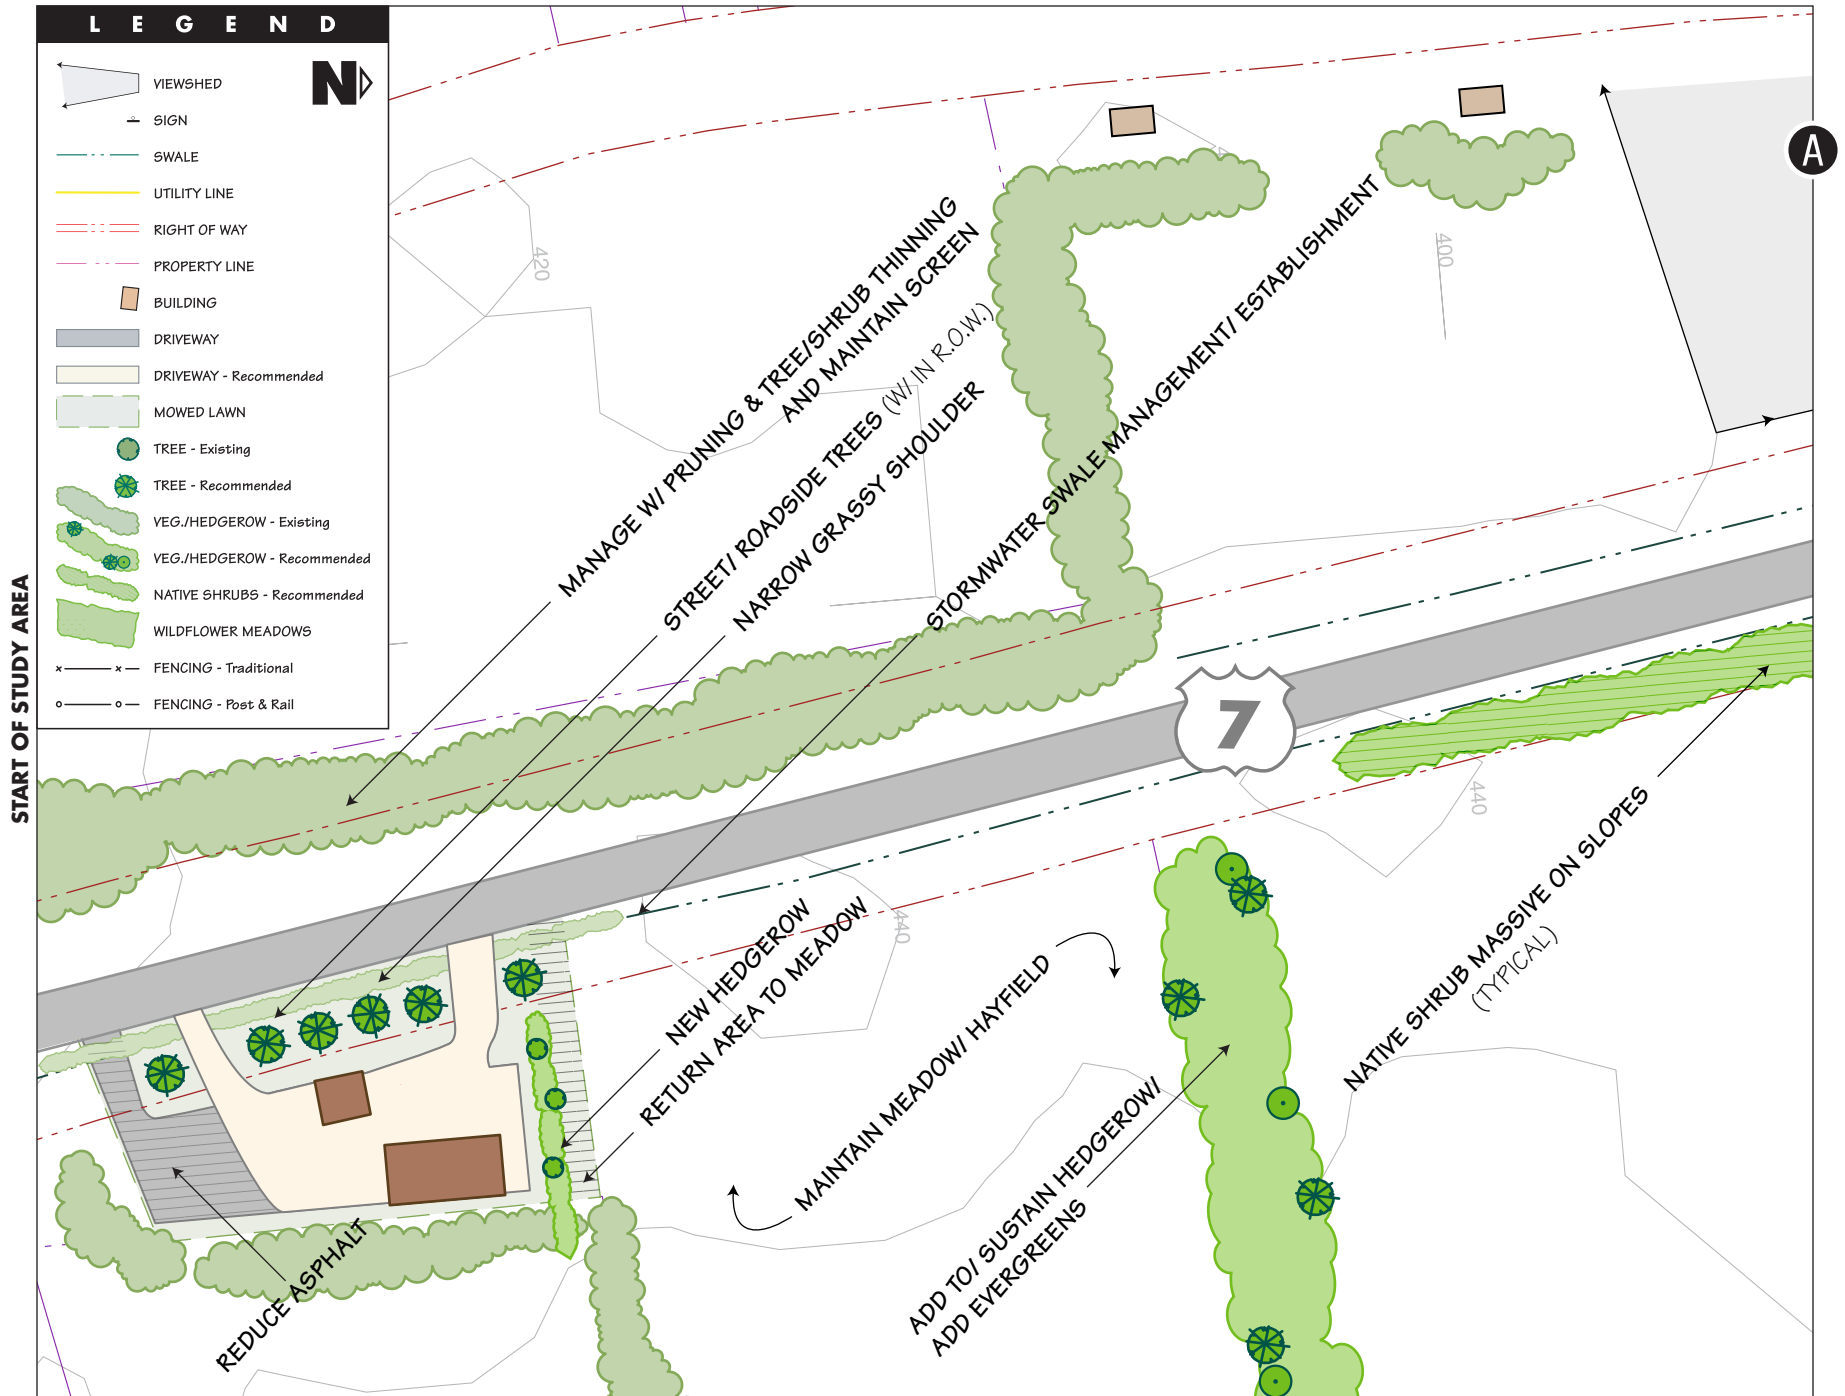 LEGEND
N
VIEWSHED
SIGN
SWALE
UTILITY LINE
RIGHT OF WAY
PROPERTY LINE
BUILDING
DRIVEWAY
DRIVEWAY - Recommended
MOWED LAWN
TREE - Existing
TREE - Recommended
VEG./HEDGEROW - Existing
VEG./HEDGEROW - Recommended
NATIVE SHRUBS - Recommended
WILDFLOWER MEADOWS
FENCING - Traditional
FENCING - Post & Rail
START OF STUDY AREA
A
420
400
MANAGE W/ PRUNING & TREE/SHRUB THINNING
AND MAINTAIN SCREEN
STREET/ ROADSIDE TREES (W/ IN R.O.W.)
NARROW GRASSY SHOULDER
STORMWATER SWALE MANAGEMENT/ ESTABLISHMENT
7
440
440
NEW HEDGEROW
RETURN AREA TO MEADOW
MAINTAIN MEADOW/ HAYFIELD
NATIVE SHRUB MASSIVE ON SLOPES
(TYPICAL)
ADD TO/ SUSTAIN HEDGEROW/
ADD EVERGREENS
REDUCE ASPHALT